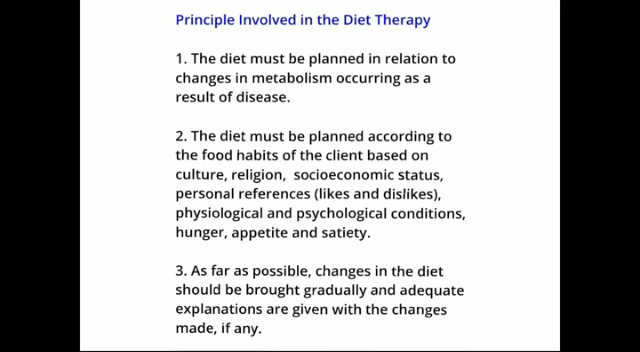 Principle Involved in the Diet Therapy
1. The diet must be planned in relation to
changes in metabolism occurring as a
result of disease.
2. The diet must be planned according to
the food habits of the client based on
culture, religion, socioeconomic status,
personal references (likes and dislikes),
physiological and psychological conditions,
hunger, appetite and satiety.
3. As far as possible, changes in the diet
should be brought gradually and adequate
explanations are given with the changes
made, if any.